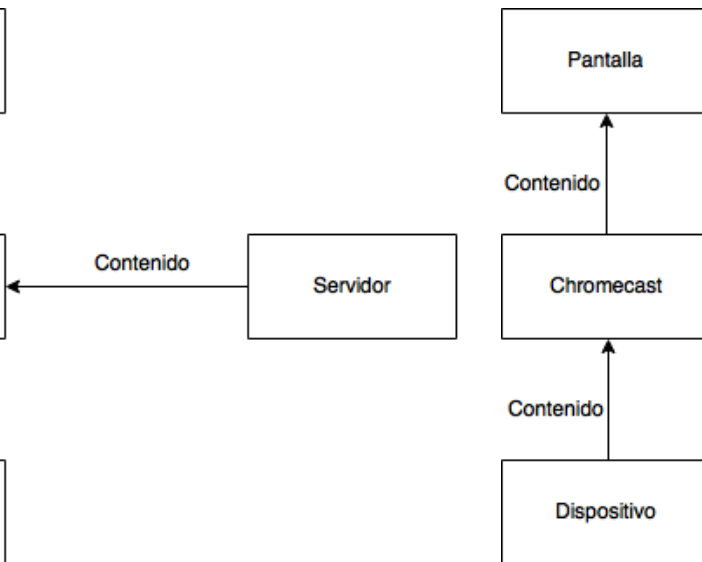 Pantalla
Contenido
Contenido
Servidor
Chromecast
Contenido
Dispositivo